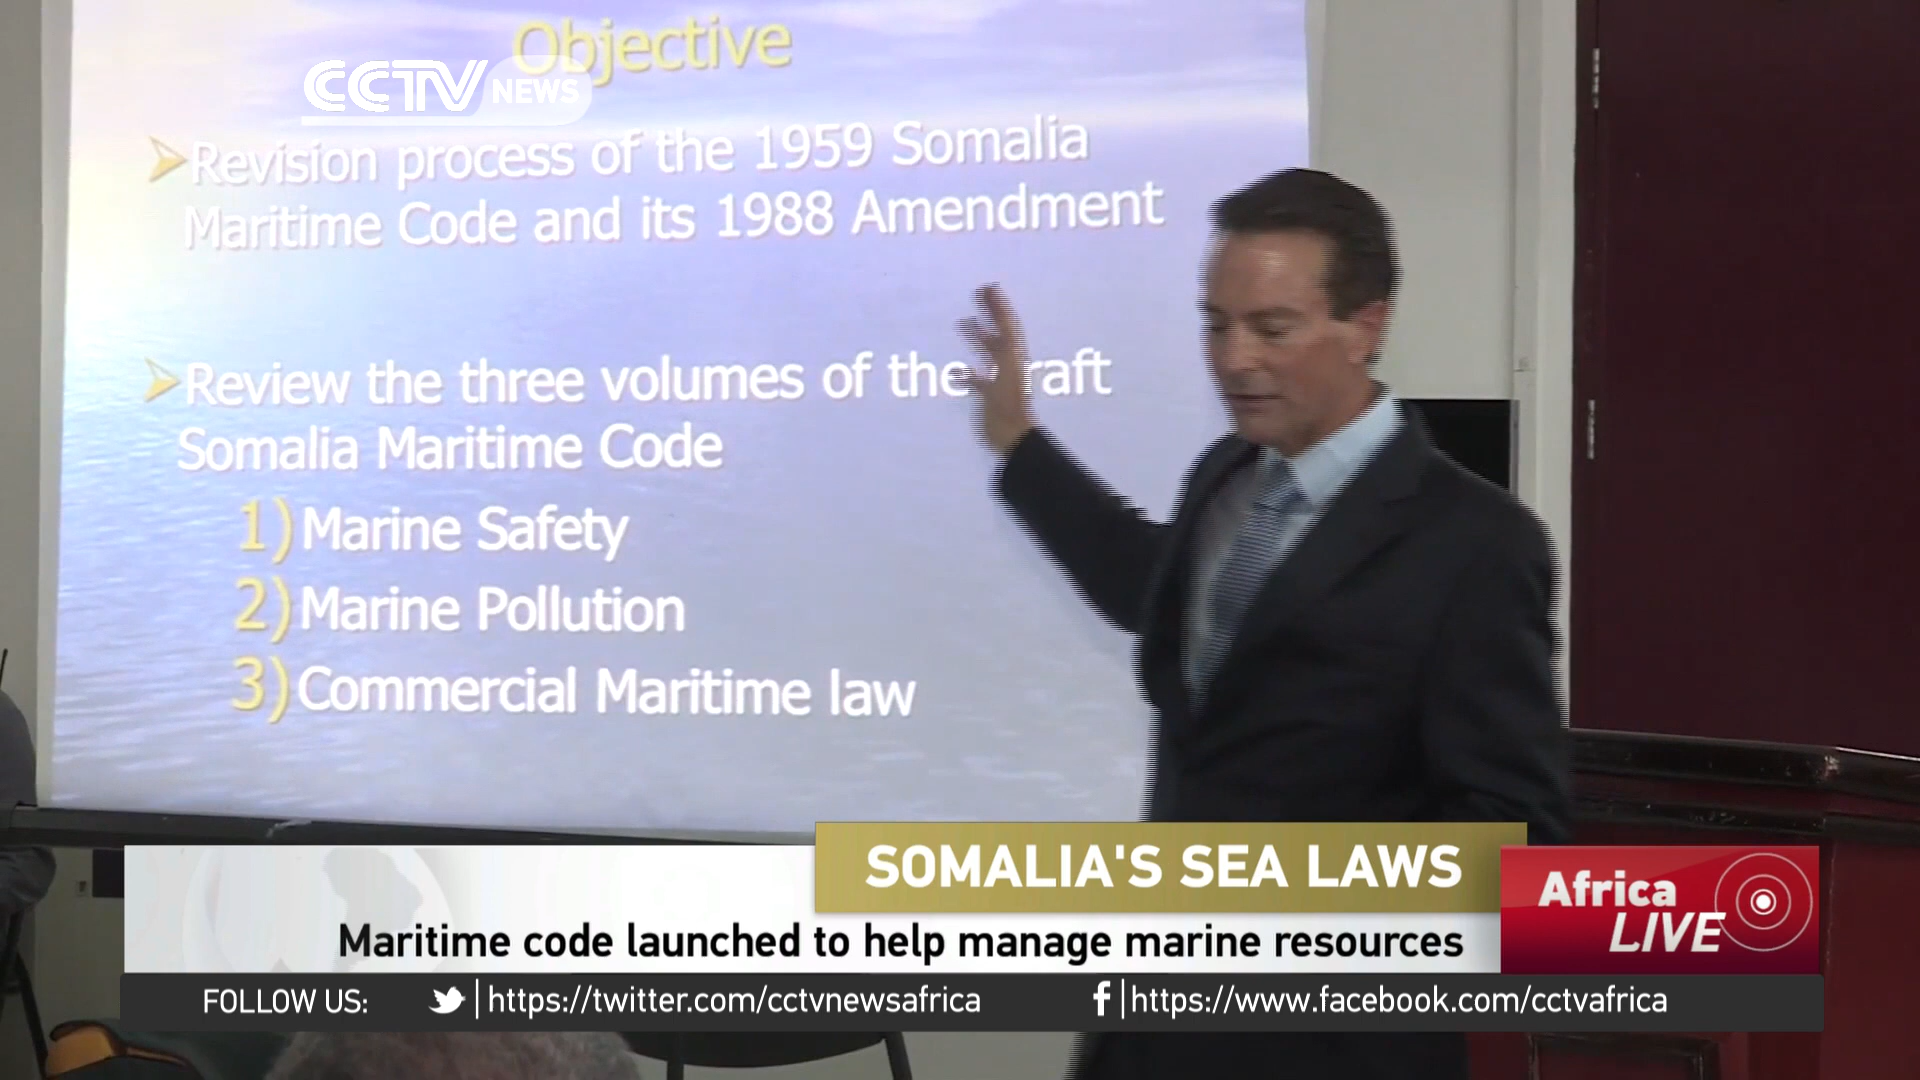 Objective
CCTV NEWS
Revision process of the 1959 Somalia
Maritime Code and its 1988 Amendment
Review the three volumes of the raft
Somalia Maritime Code
1) Marine Safety
2) Marine Pollution
3) Commercial Maritime law
SOMALIA'S SEA LAWS
Africa
LIVE
Maritime code launched to help manage marine resources
FOLLOW US: https://twitter.com/cctvnewsafrica f https://www.facebook.com/cctvafrica